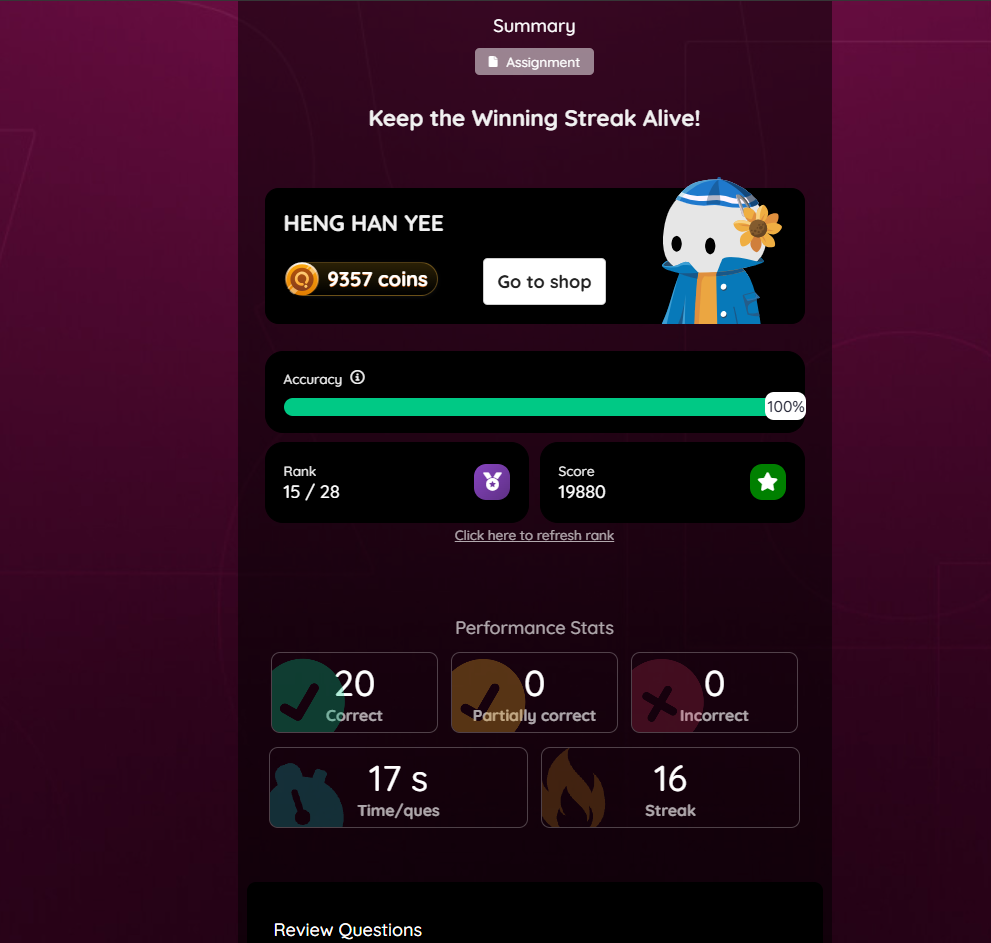 Summary
Assignment
Keep the Winning Streak Alive!
HENG HAN YEE
9357 coins
Go to shop
Accuracy
100%
Rank
15 / 28
Score
19880
Click here to refresh rank
Performance Stats
20
Correct
0
Partially correct
0
Incorrect
17 s
Time/ques
16
Streak
Review Questions